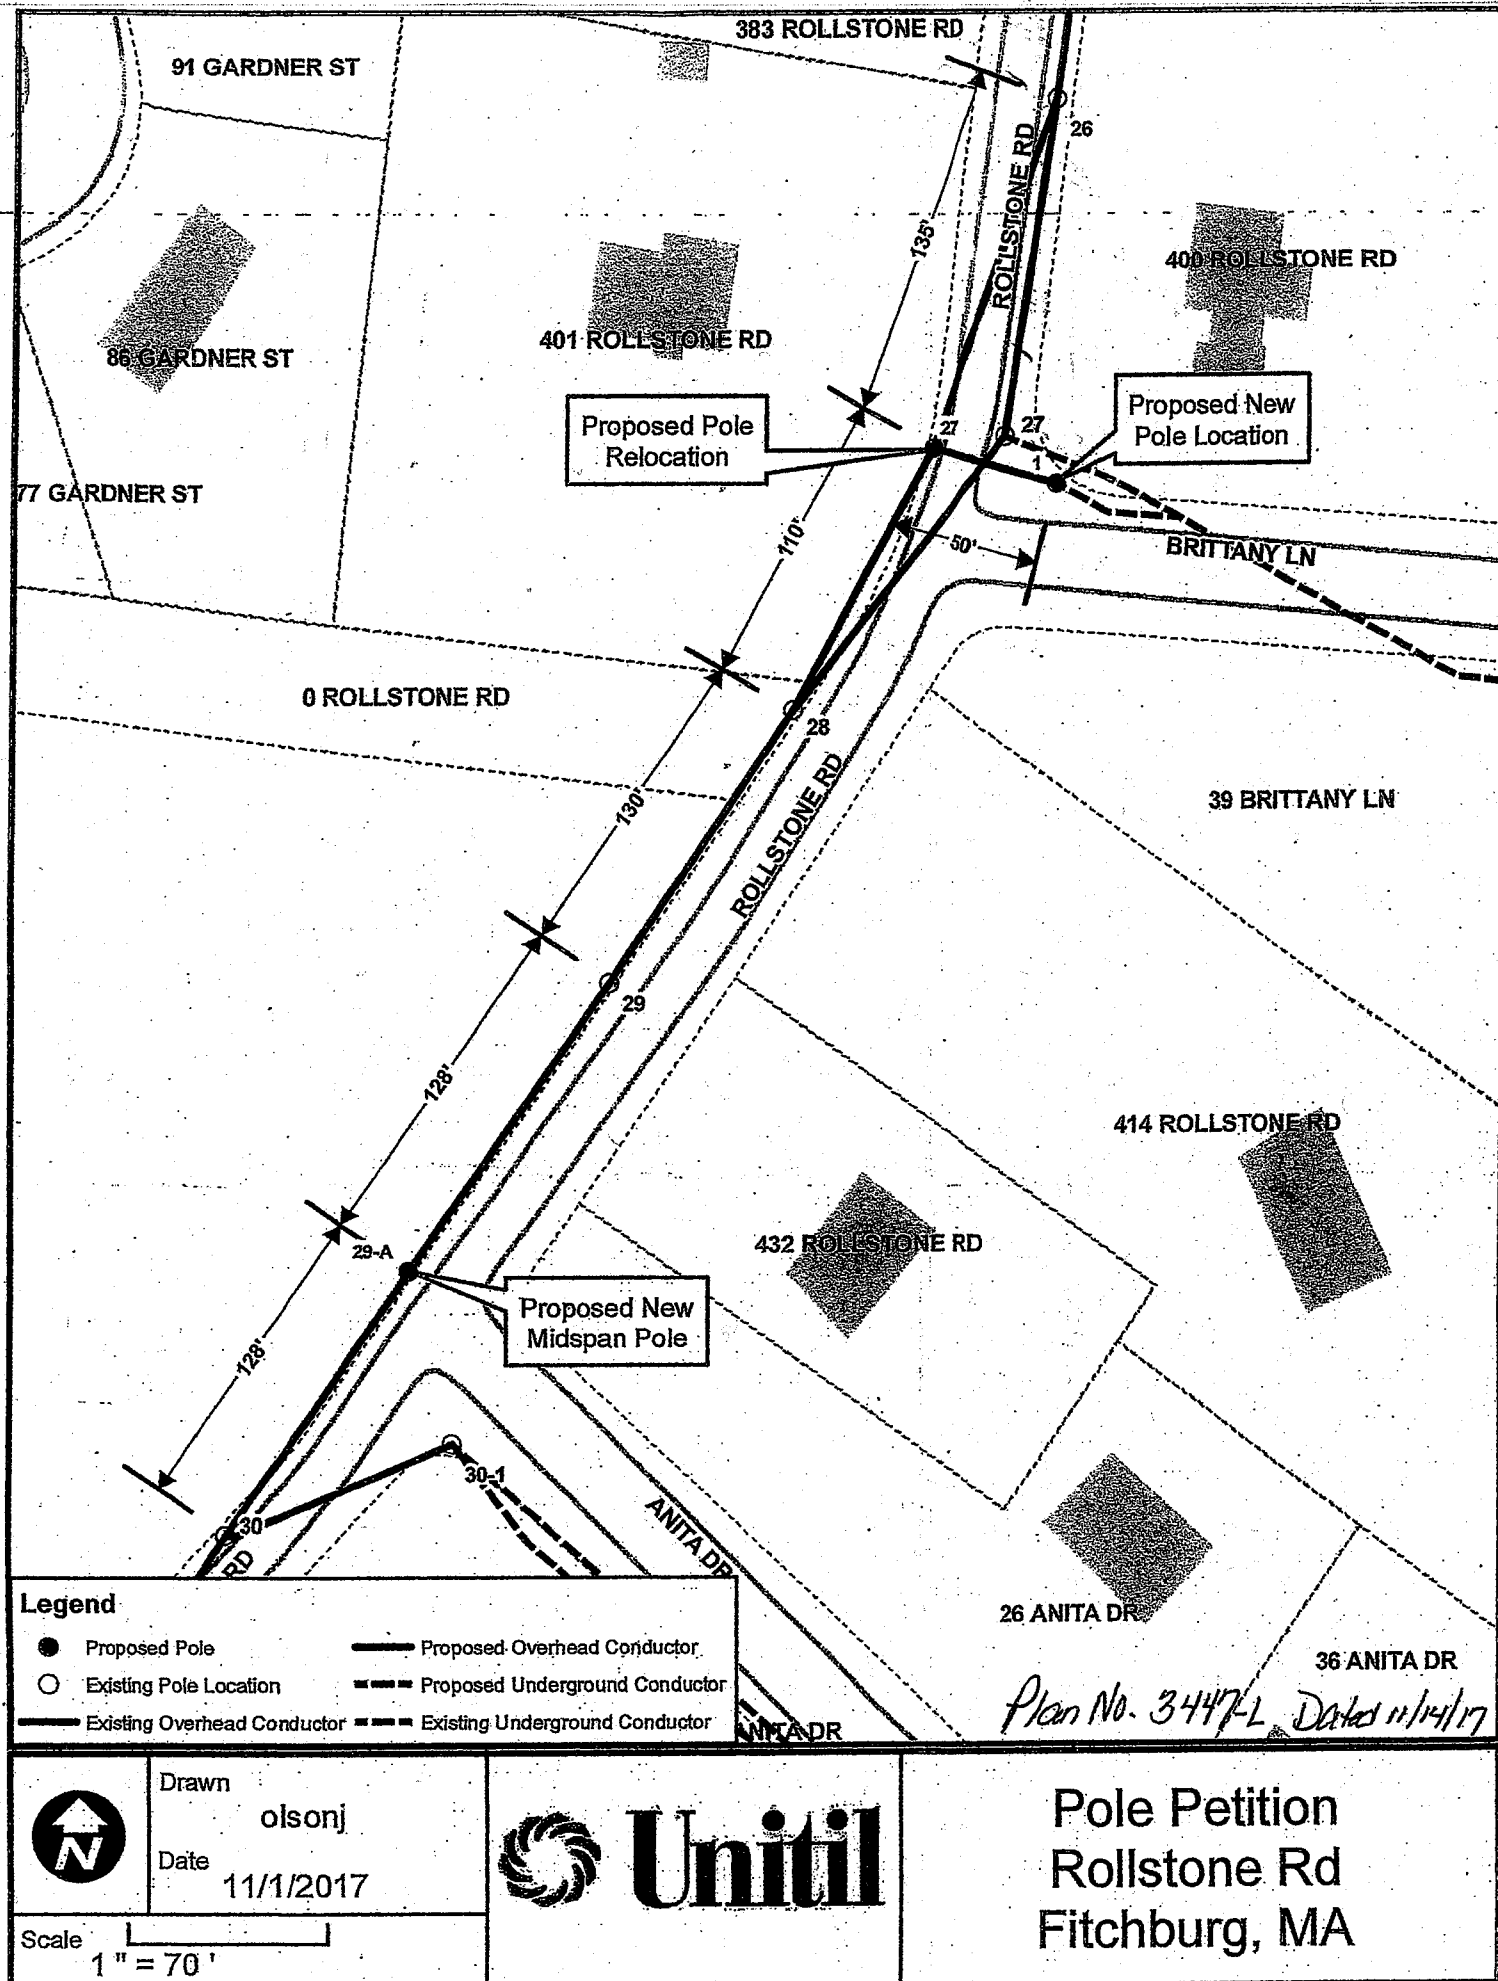 383 ROLLSTONE RD
91 GARDNER ST
26
ROLLSTONE RD
135'
400 ROLLSTONE RD
401 ROLLSTONE RD
86 GARDNER ST
Proposed Pole
Relocation
27
27
1
Proposed New
Pole Location
77 GARDNER ST
110'
50'
BRITTANY LN
0 ROLLSTONE RD
28
ROLLSTONE RD
130'
39 BRITTANY LN
29
128'
414 ROLLSTONE RD
432 ROLLSTONE RD
29-A
Proposed New
Midspan Pole
128'
30-1
30
RD
ANITA DR
26 ANITA DR
36 ANITA DR
ANITA DR
Plan No. 3447-L Dated 11/14/17
Legend
Proposed Pole
Existing Pole Location
Existing Overhead Conductor
Proposed Overhead Conductor
Proposed Underground Conductor
Existing Underground Conductor
N
Drawn
olsonj
Date
11/1/2017
Scale
1 " = 70 '
Unitil
Pole Petition
Rollstone Rd
Fitchburg, MA